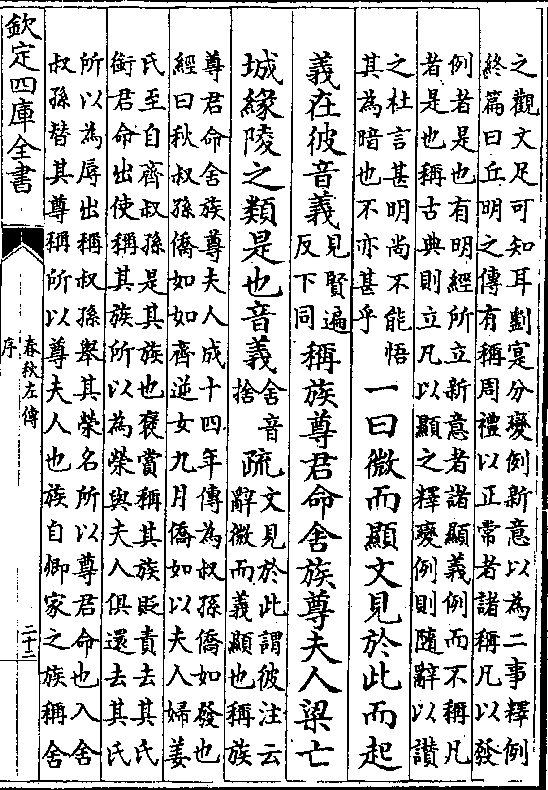 之觀文足可知耳劉寔分變例新意以為二事釋例
終篇曰丘明之傳有稱周禮以正常者諸稱凡以發
例者是也有明經所立新意者諸顯義例而不稱凡
者是也稱古典則立凡以顯之釋變例則隨辭以讃
之杜言甚明尚不能悟
其為暗也不亦甚乎
一曰微而顯文見於此而起
義在彼音義
見賢遍
反下同
稱族尊君命舍族尊夫人梁亡
城緣陵之類是也音義
舍音
捨
疏
文見於此謂彼注云
辭微而義顯也稱族
尊君命舍族尊夫人成十四年傳為叔孫僑如發也
經曰秋叔孫僑如如齊逆女九月僑如以夫人婦姜
氏至自齊叔孫是其族也褒賞稱其族貶責去其氏
銜君命出使稱其族所以為榮與夫人俱還去其氏
所以為辱出稱叔孫舉其榮名所以尊君命也入舍
叔孫替其尊稱所以尊夫人也族自卿家之族稱舍
欽定四庫全書
春秋左傳
序
二十二